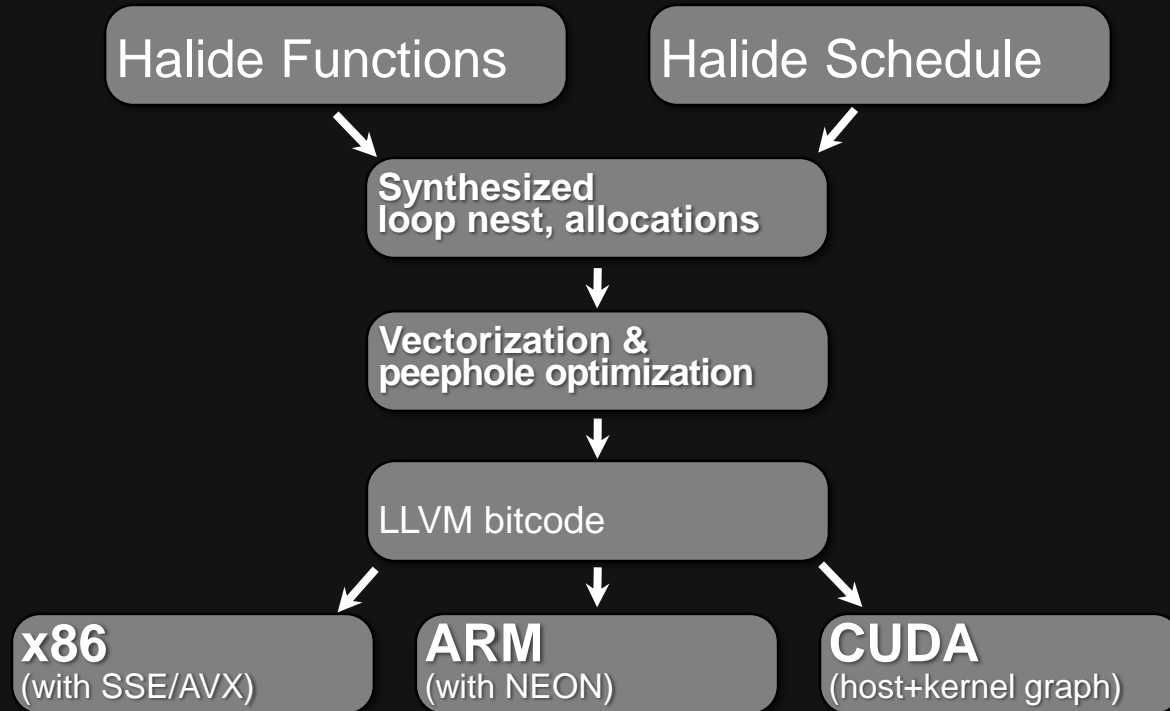 Halide Functions
Halide Schedule
Synthesized
loop nest, allocations
Vectorization &
peephole optimization
LLVM bitcode
x86
(with SSE/AVX)
ARM
(with NEON)
CUDA
(host+kernel graph)